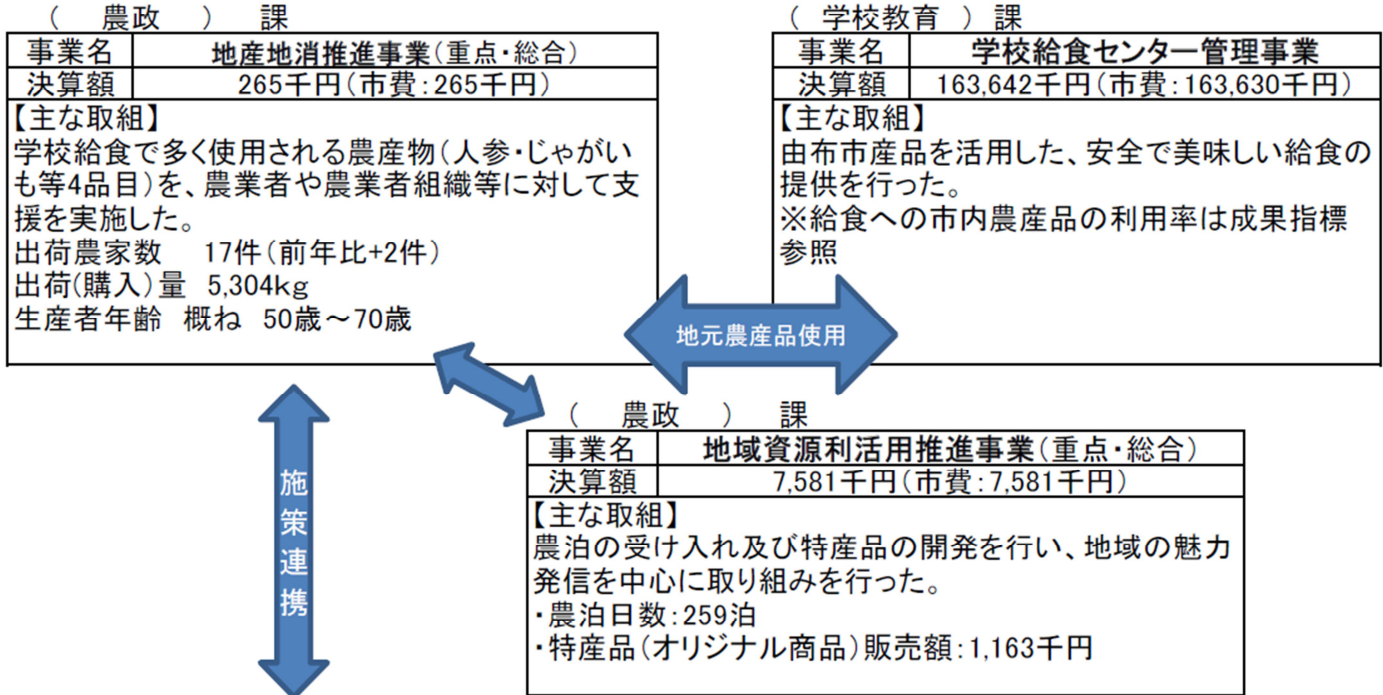 ( 農政 ) 課
事業名 地産地消推進事業(重点・総合)
決算額 265千円(市費:265千円)
【主な取組】
学校給食で多く使用される農産物(人参・じゃがい
も等4品目)を、農業者や農業者組織等に対して支
援を実施した。
出荷農家数 17件(前年比+2件)
出荷(購入)量 5,304kg
生産者年齢 概ね 50歳～70歳
( 学校教育 ) 課
事業名 学校給食センター管理事業
決算額 163,642千円(市費:163,630千円)
【主な取組】
由布市産品を活用した、安全で美味しい給食の
提供を行った。
※給食への市内農産品の利用率は成果指標
参照
地元農産品使用
施策連携
( 農政 ) 課
事業名 地域資源利活用推進事業(重点・総合)
決算額 7,581千円(市費:7,581千円)
【主な取組】
農泊の受け入れ及び特産品の開発を行い、地域の魅力
発信を中心に取り組みを行った。
・農泊日数:259泊
・特産品(オリジナル商品)販売額:1,163千円